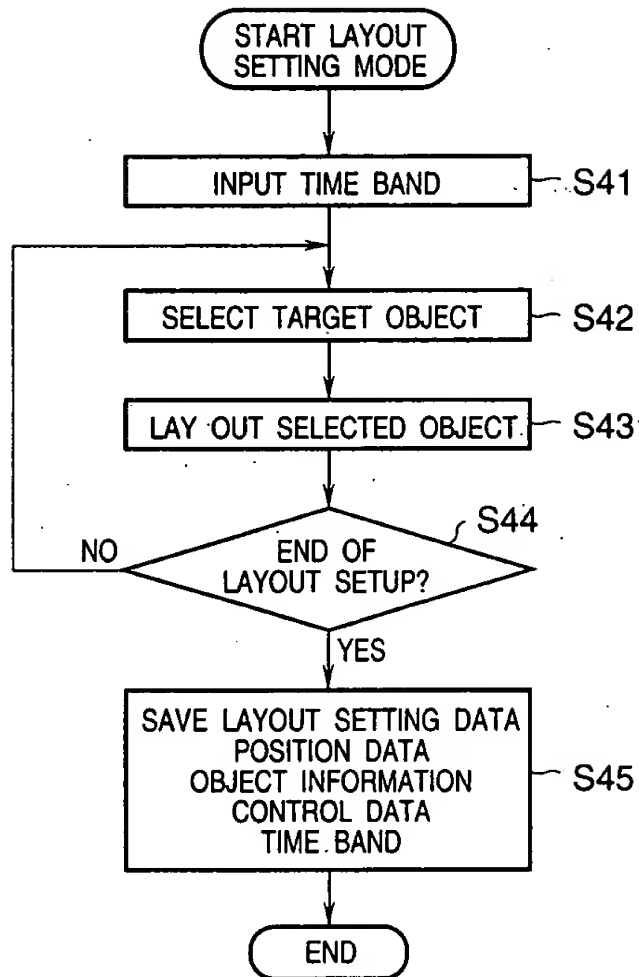 START LAYOUT
SETTING MODE
INPUT TIME BAND
S41
SELECT TARGET OBJECT
S42
LAY OUT SELECTED OBJECT
S43
S44
NO
END OF
LAYOUT SETUP?
YES
SAVE LAYOUT SETTING DATA
POSITION DATA
OBJECT INFORMATION
CONTROL DATA
TIME BAND
S45
END